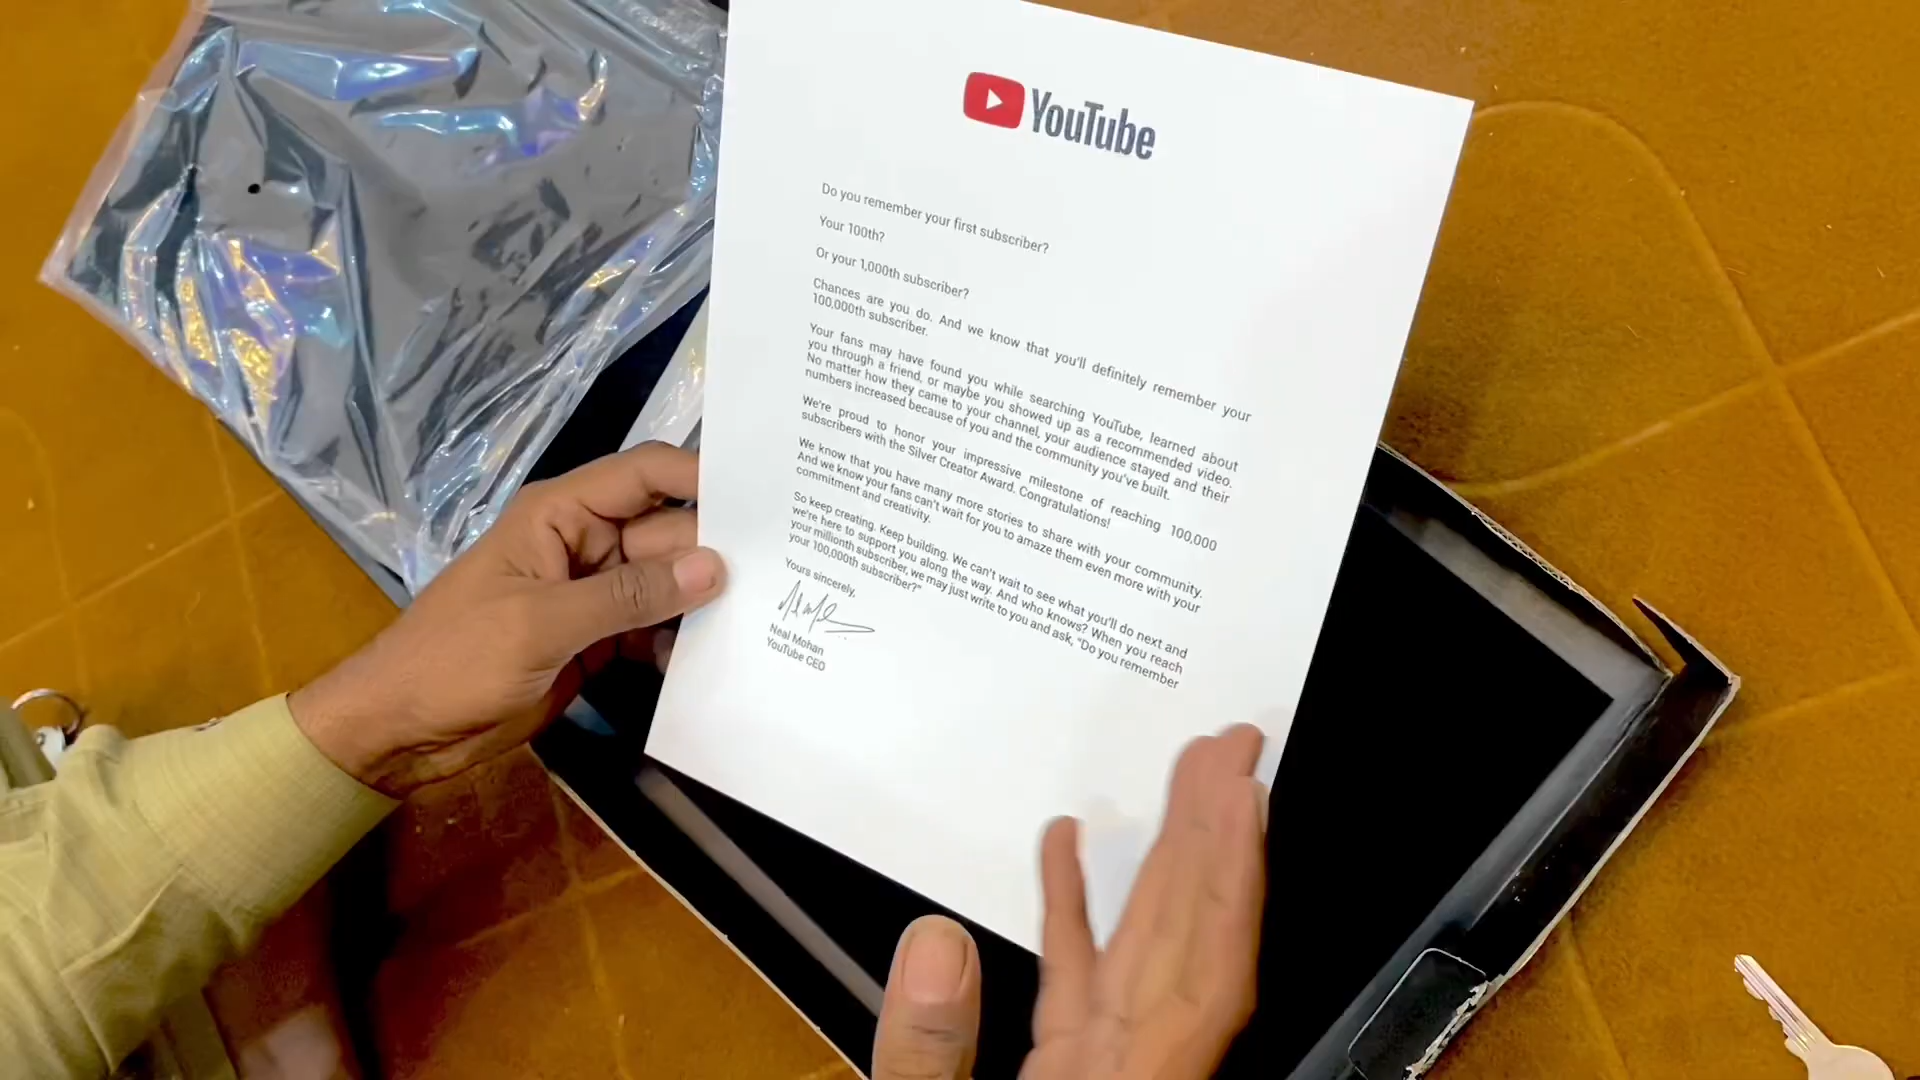 YouTube
Do you remember your first subscriber?
Your 100th?
Or your 1,000th subscriber?
Chances are you do. And we know that you'll definitely remember your
100,000th subscriber.
Your fans may have found you while searching YouTube, learned about
you through a friend, or maybe you showed up as a recommended video.
No matter how they came to your channel, your audience stayed and their
numbers increased because of you and the community you've built.
We're proud to honor your impressive milestone of reaching 100,000
subscribers with the Silver Creator Award. Congratulations!
We know that you have many more stories to share with your community.
And we know your fans can't wait for you to amaze them even more with your
commitment and creativity.
So keep creating. Keep building. We can't wait to see what you'll do next and
we're here to support you along the way. And who knows? When you reach
your millionth subscriber, we may just write to you and ask, "Do you remember
your 100,000th subscriber?"
Yours sincerely,
Neal Mohan
YouTube CEO